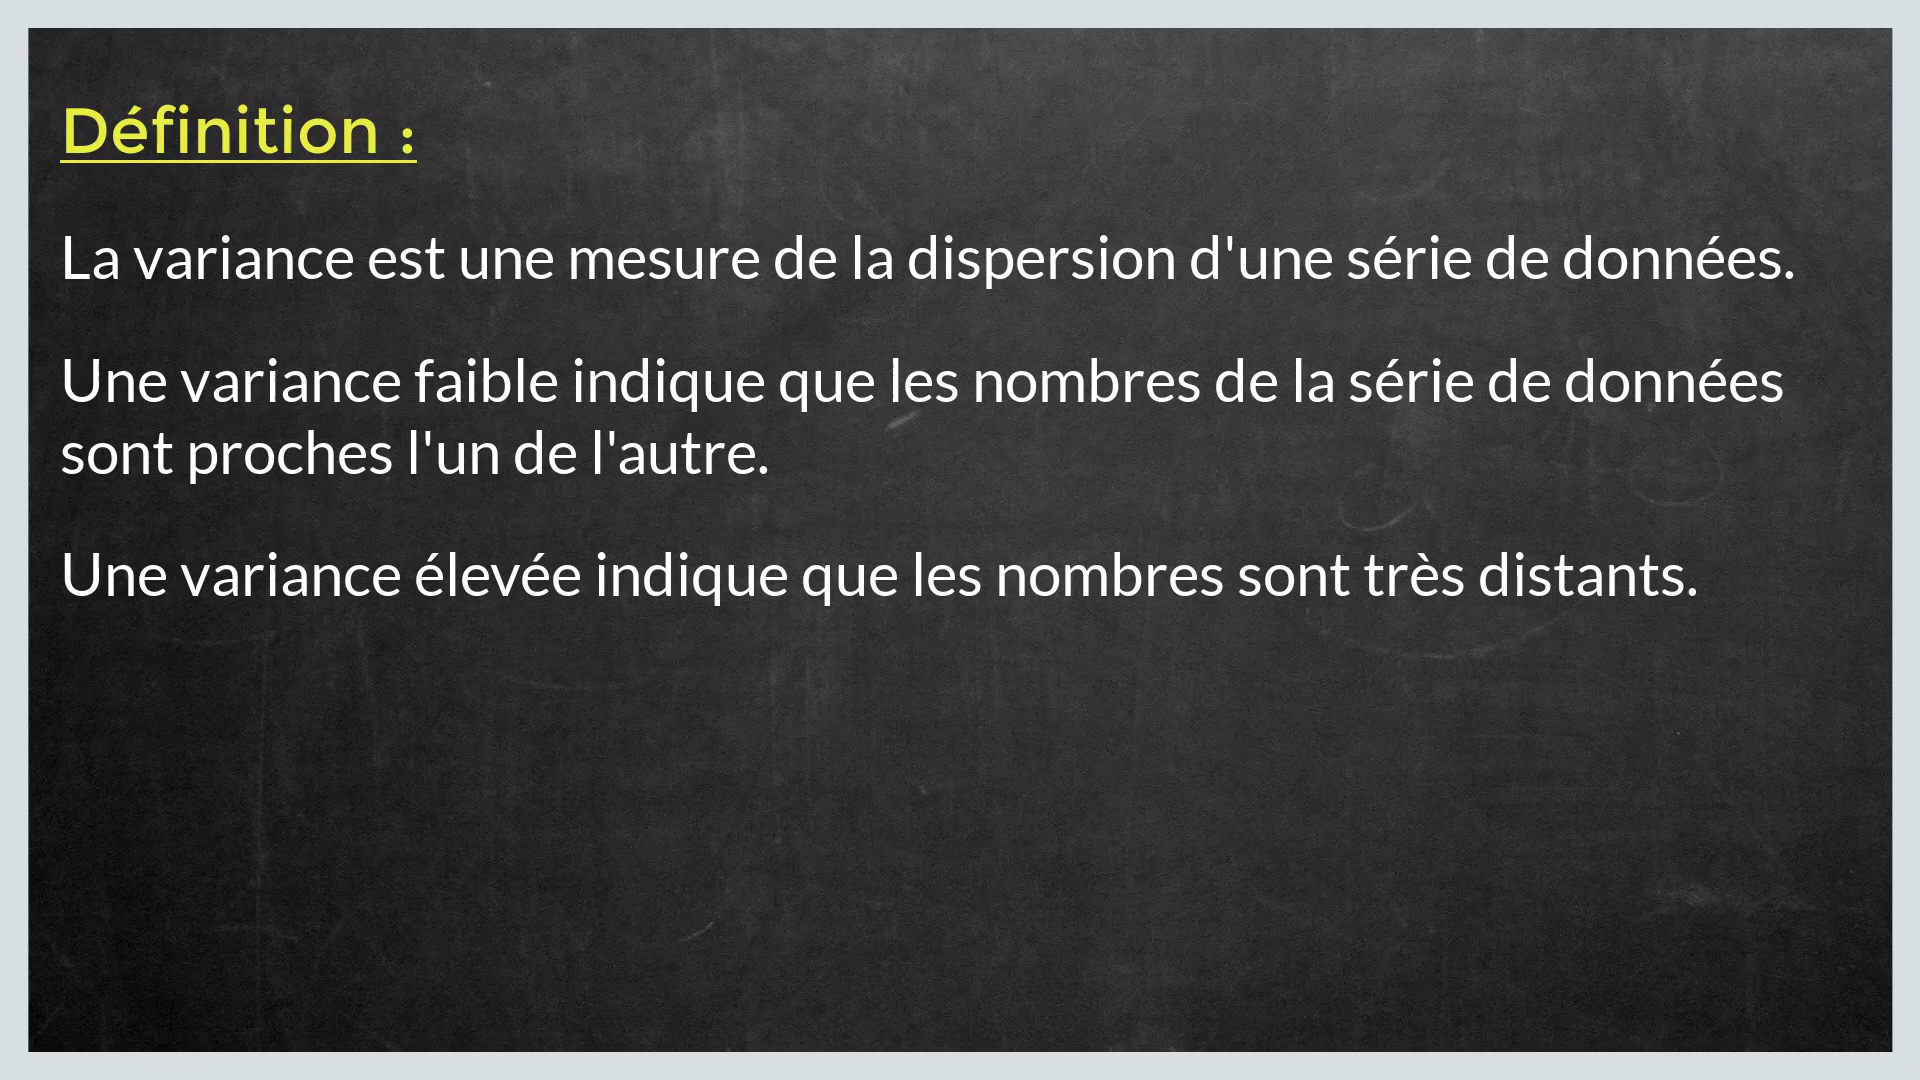 Définition :
La variance est une mesure de la dispersion d'une série de données.
Une variance faible indique que les nombres de la série de données
sont proches l'un de l'autre.
Une variance élevée indique que les nombres sont très distants.